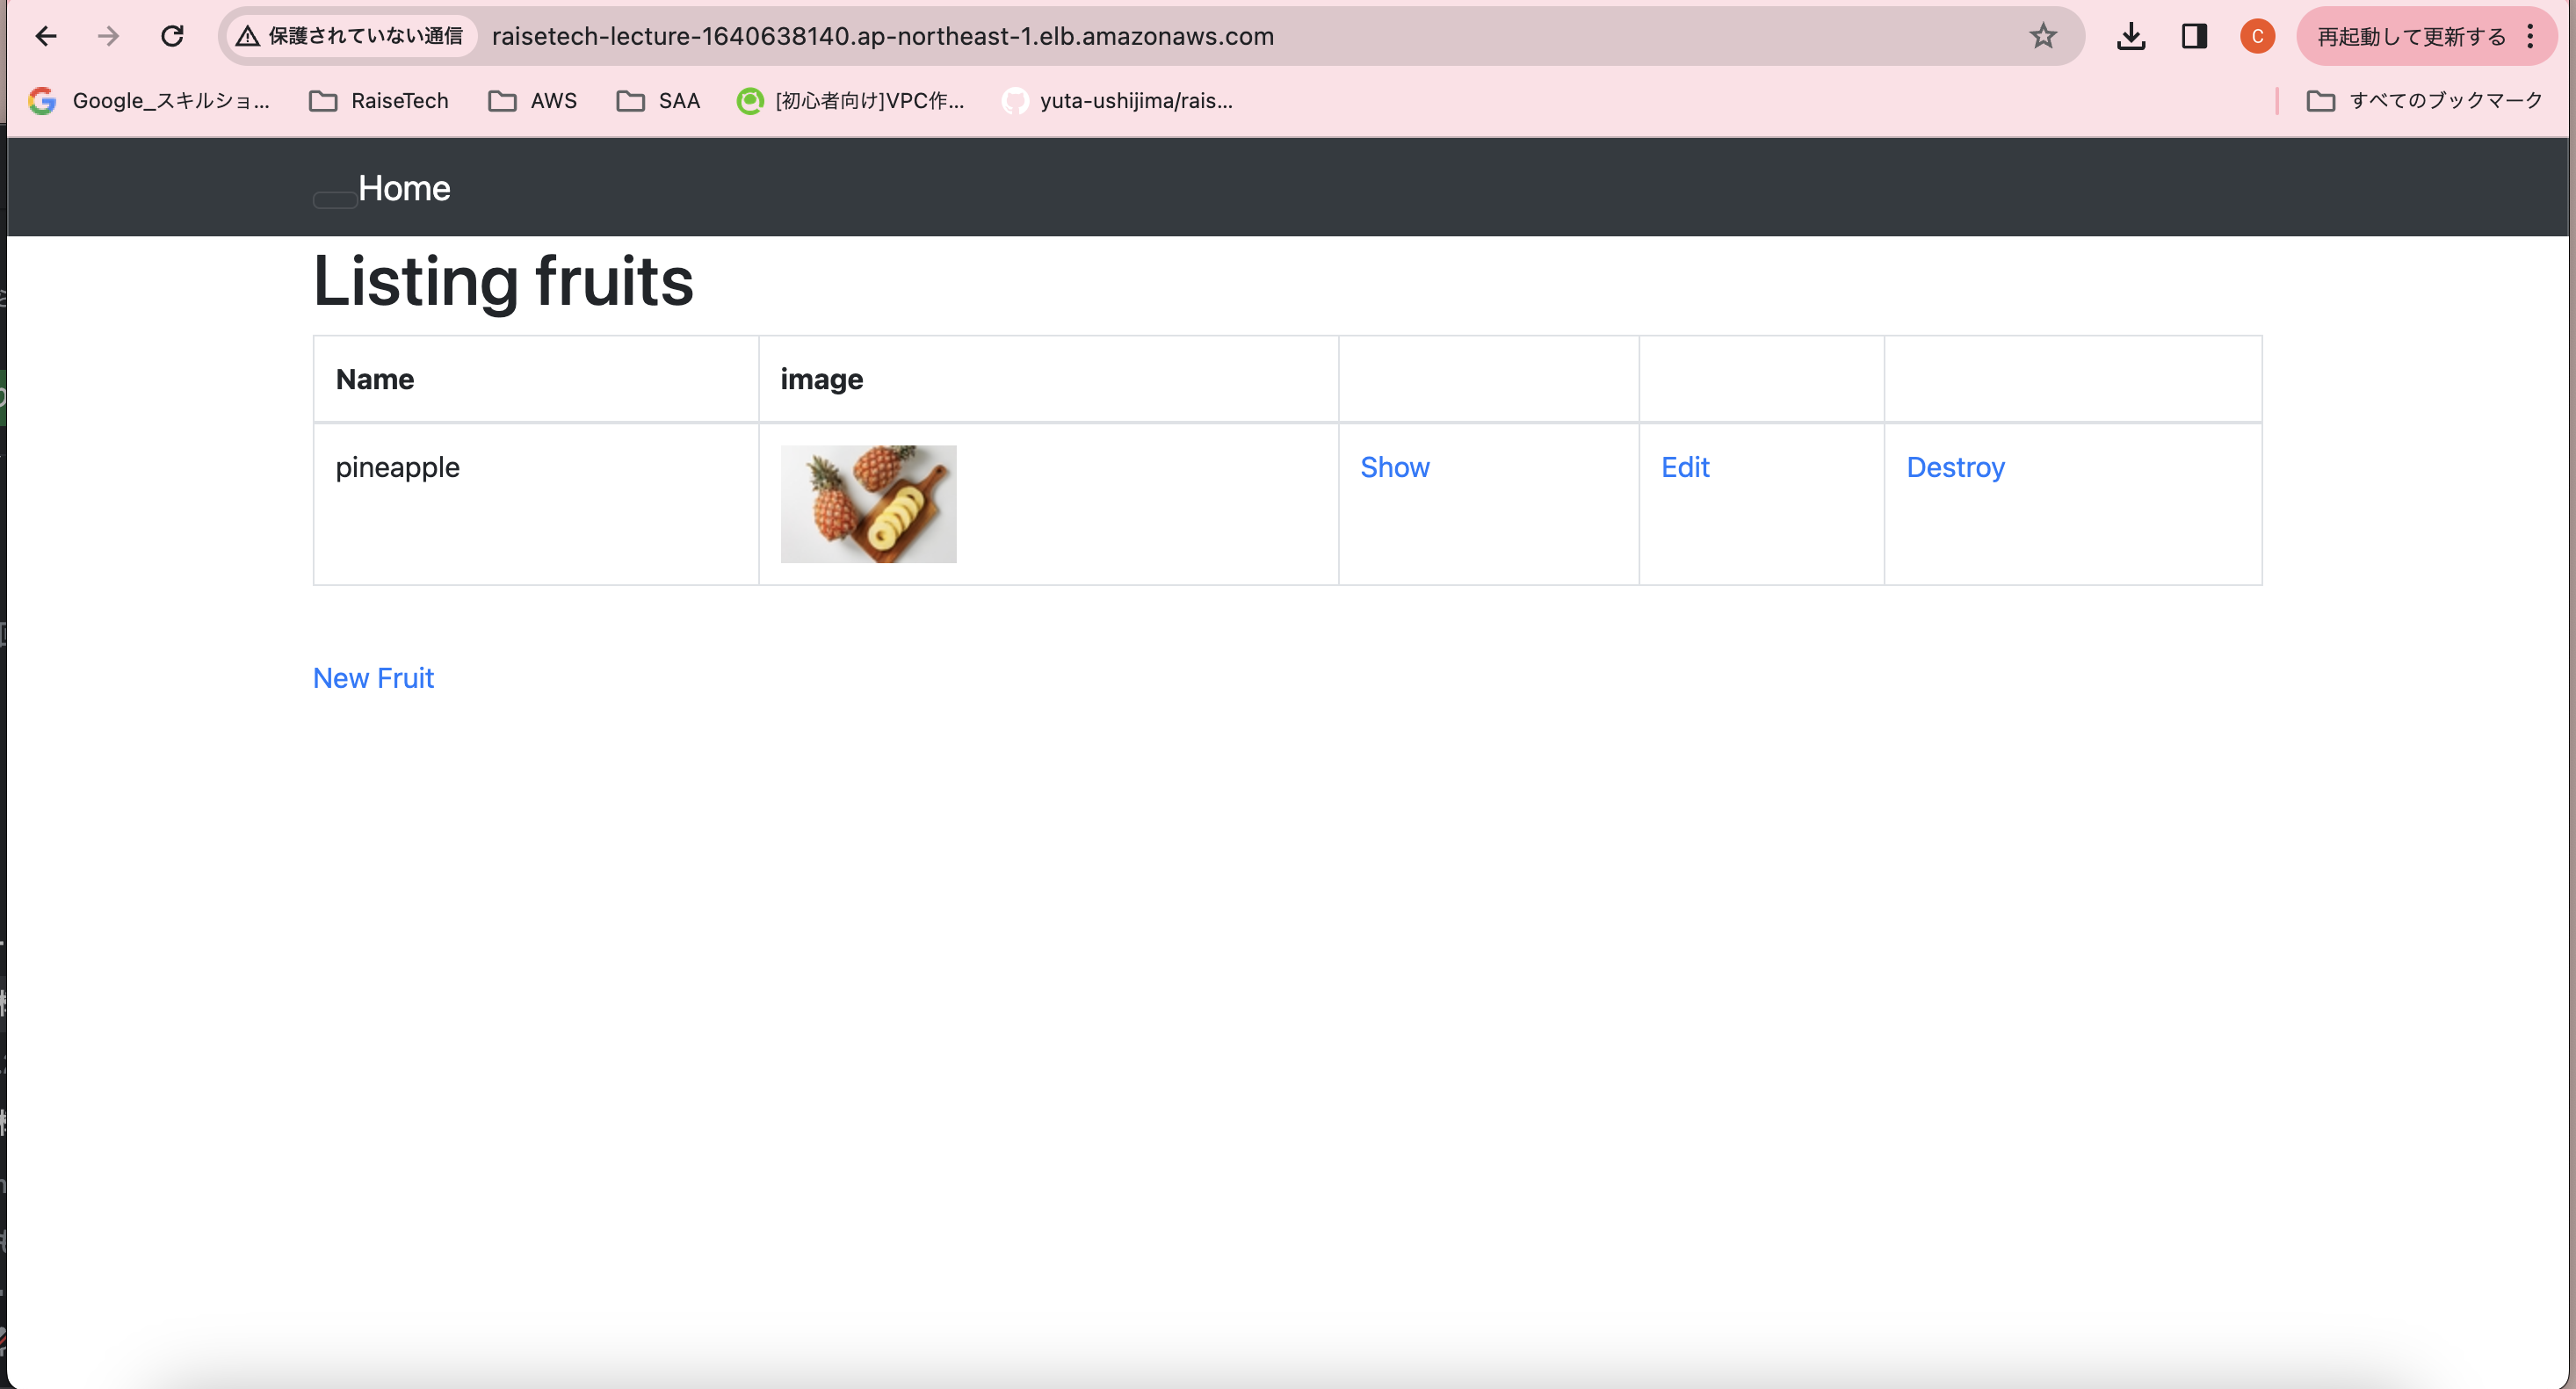 保護されていない通信 raisetech-lecture-1640638140.ap-northeast-1.elb.amazonaws.com C 再起動して更新する
Google_スキルショ... RaiseTech AWS SAA [初心者向け]VPC作... yuta-ushijima/rais... すべてのブックマーク
Home
Listing fruits
Name image
pineapple Show Edit Destroy
New Fruit